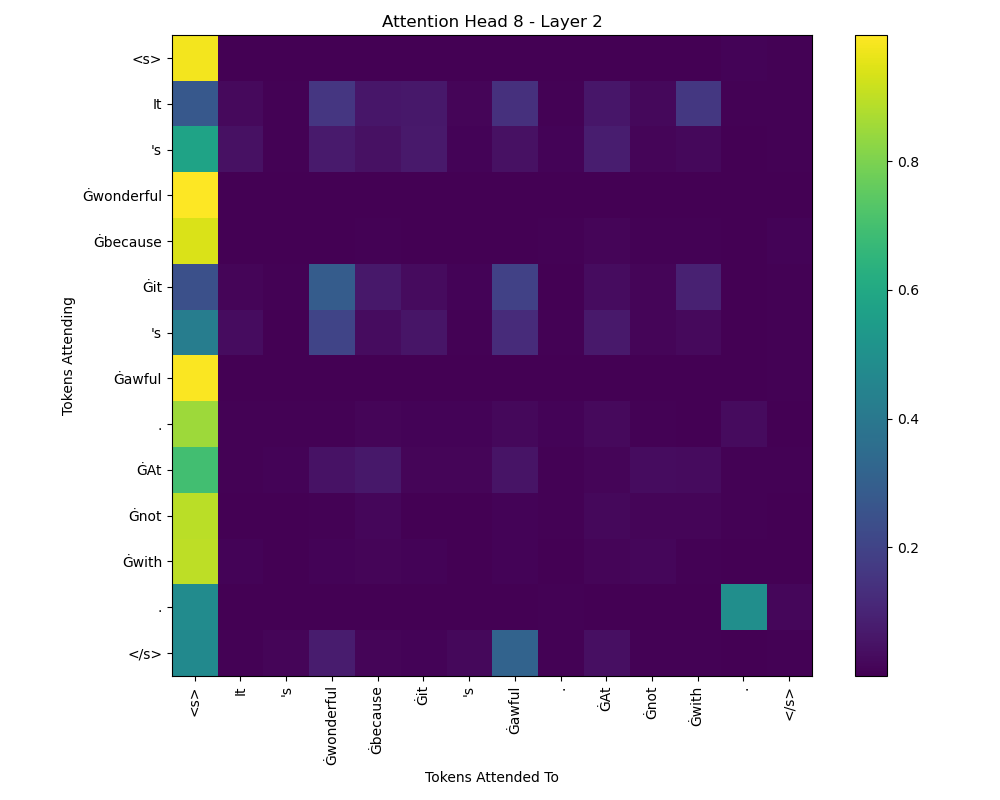 Attention Head 8 - Layer 2
<s>
It
's
Ġwonderful
Ġbecause
Ġit
's
Ġawful
.
ĠAt
Ġnot
Ġwith
.
</s>
Tokens Attending
<s>
It
's
Ġwonderful
Ġbecause
Ġit
's
Ġawful
.
ĠAt
Ġnot
Ġwith
.
</s>
Tokens Attended To
0.8
0.6
0.4
0.2